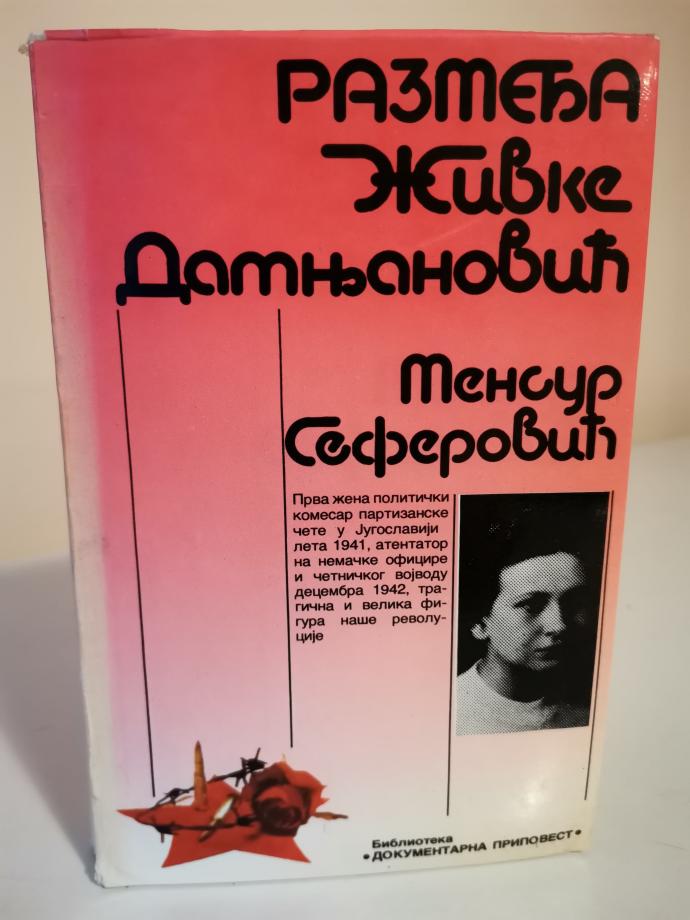 РАЗМЕЂА
Живке
Дамњановић
Менсур
Сеферовић
Прва жена политички
комесар партизанске
чете у Југославији
лета 1941, атентатор
на немачке официре
и четничког војводу
децембра 1942, тра-
гична и велика фи-
гура наше револу-
ције
Библиотека
• ДОКУМЕНТАРНА ПРИПОВЕСТ •